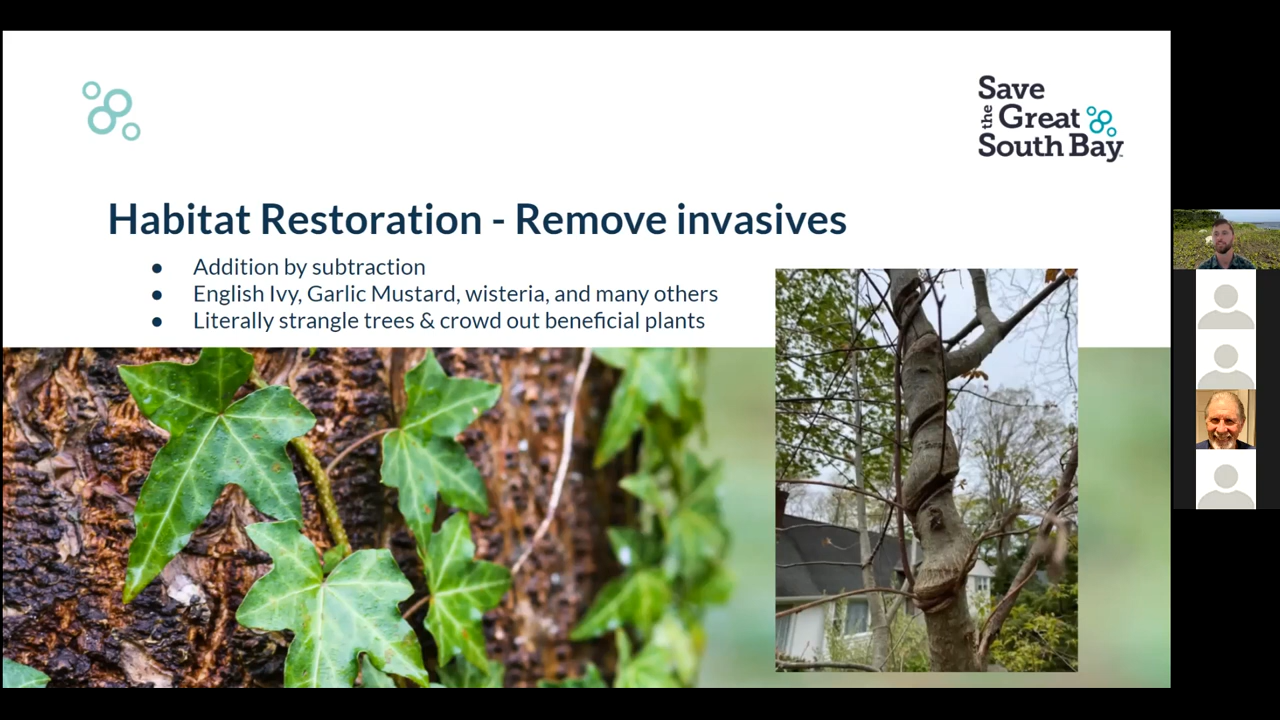 Save
the Great
South Bay
Habitat Restoration - Remove invasives
● Addition by subtraction
● English Ivy, Garlic Mustard, wisteria, and many others
● Literally strangle trees & crowd out beneficial plants